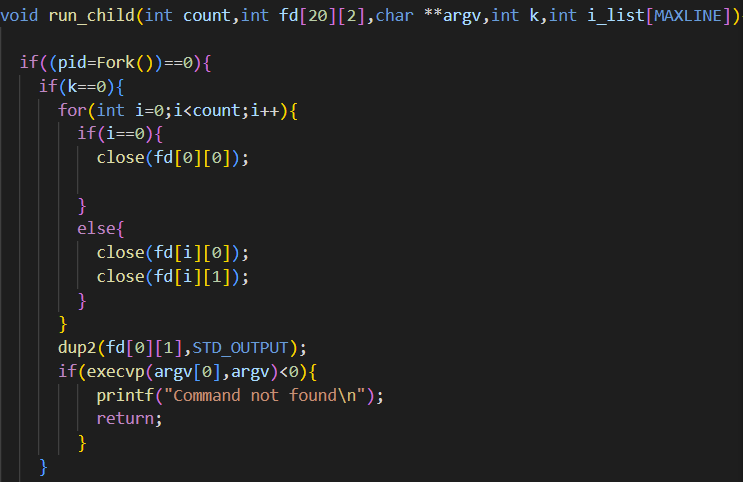 void run_child(int count,int fd[20][2],char **argv,int k,int i_list[MAXLINE]){
if((pid=Fork())==0){
if(k==0){
for(int i=0;i<count;i++){
if(i==0){
close(fd[0][0]);
}
else{
close(fd[i][0]);
close(fd[i][1]);
}
}
dup2(fd[0][1],STD_OUTPUT);
if(execvp(argv[0],argv)<0){
printf("Command not found\n");
return;
}
}